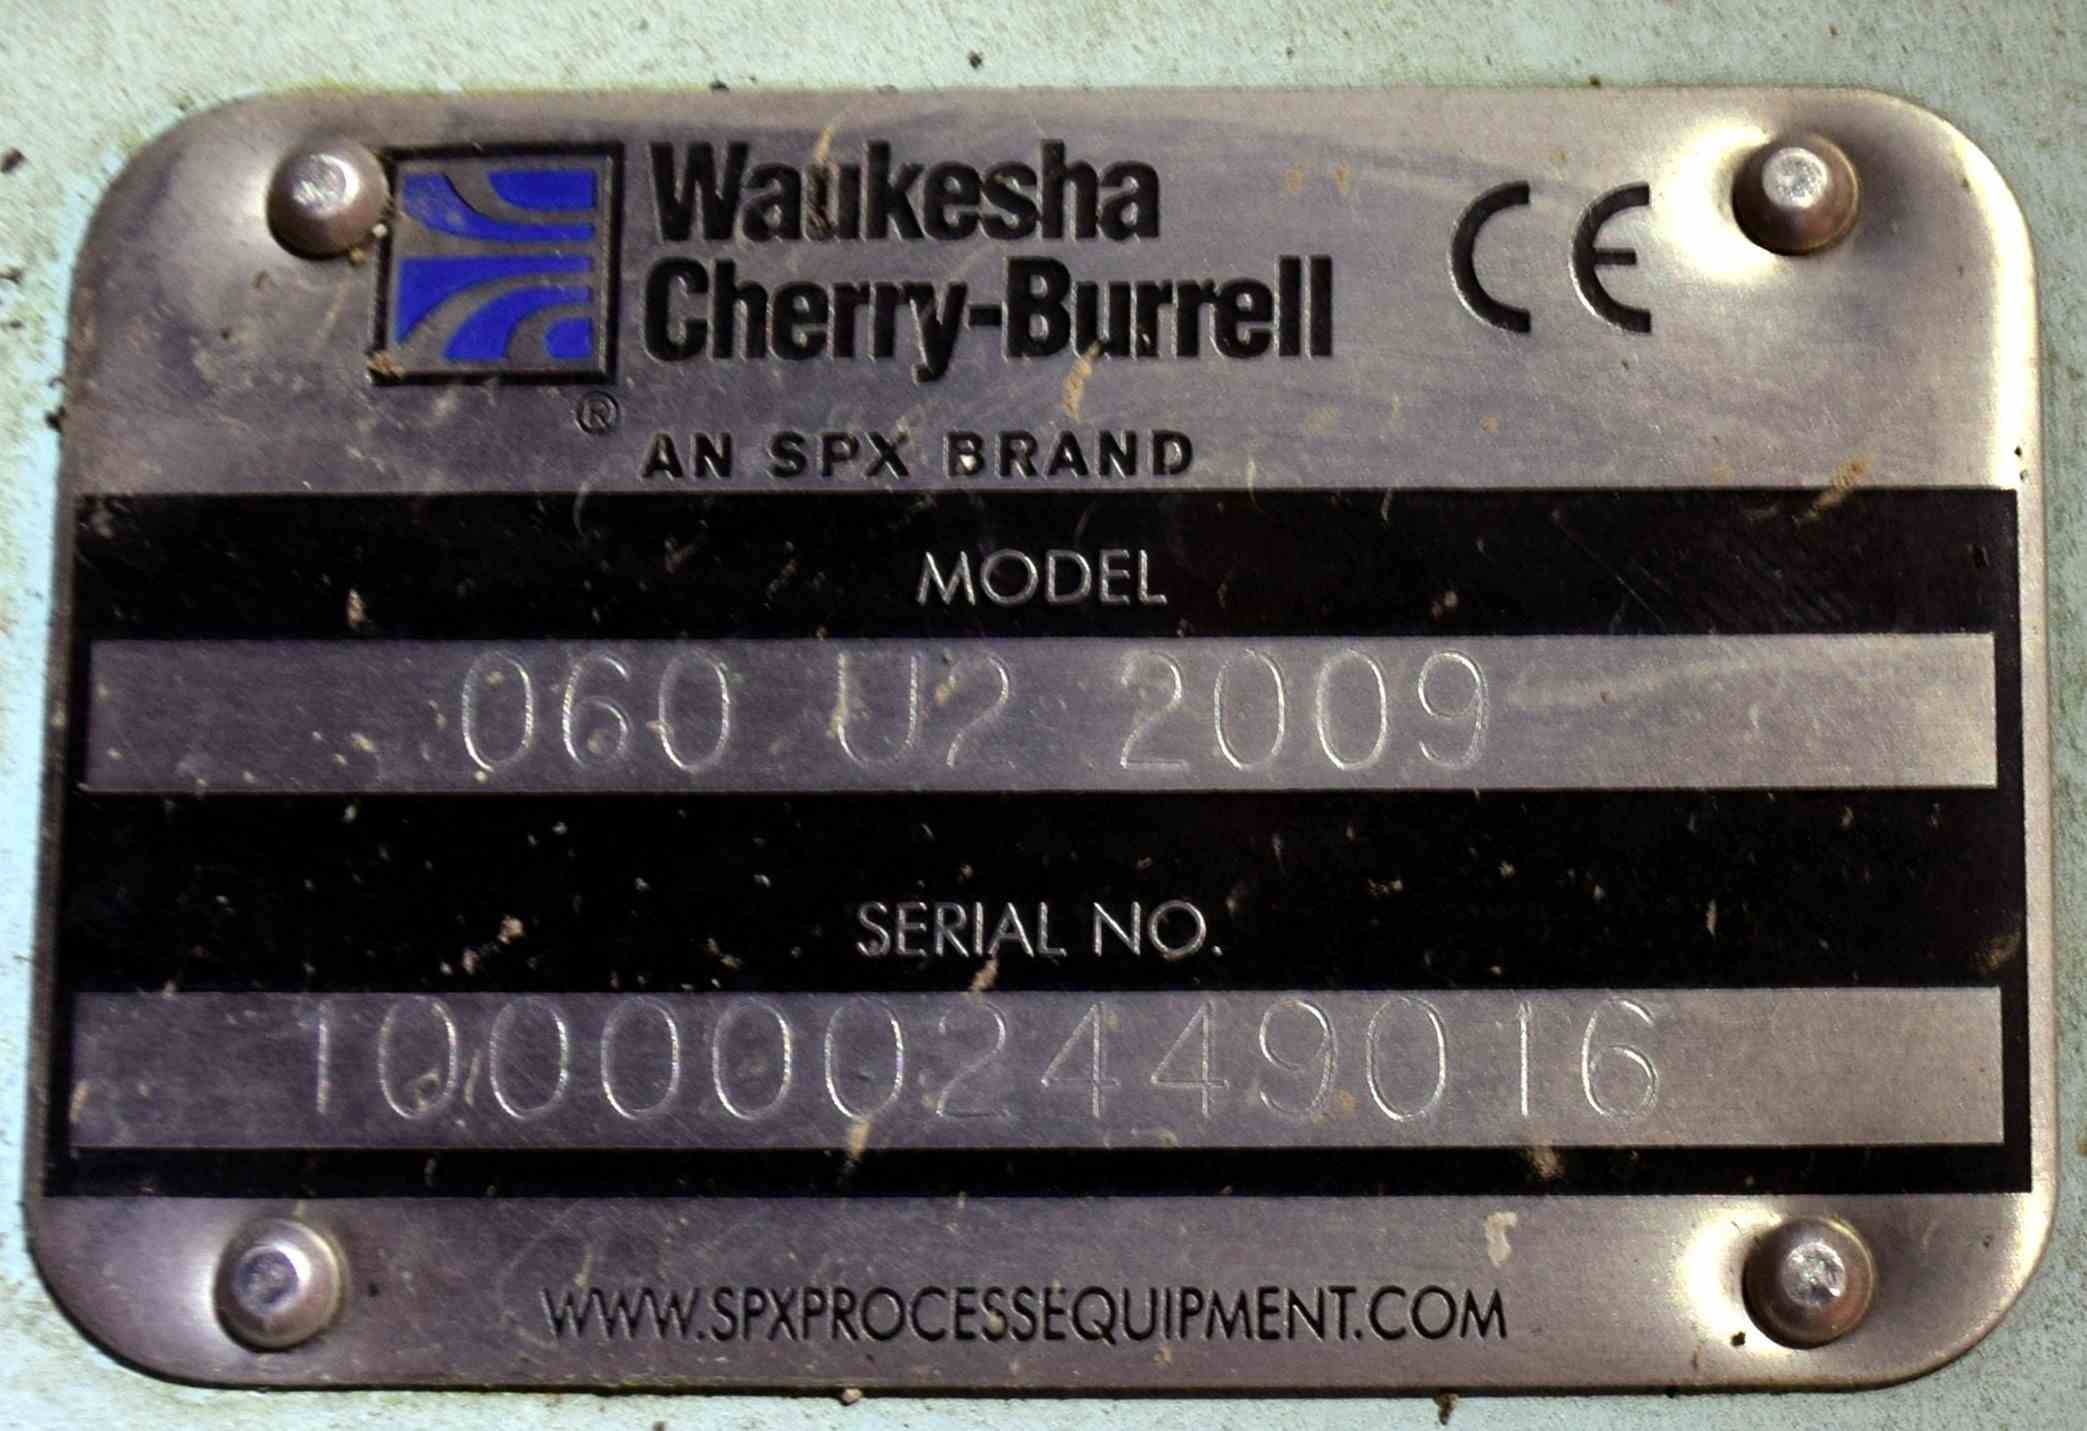 Waukesha
Cherry-Burrell
CE
®
AN SPX BRAND
MODEL
060 U2 2009
SERIAL NO.
1000002449016
WWW.SPXPROCESSEQUIPMENT.COM